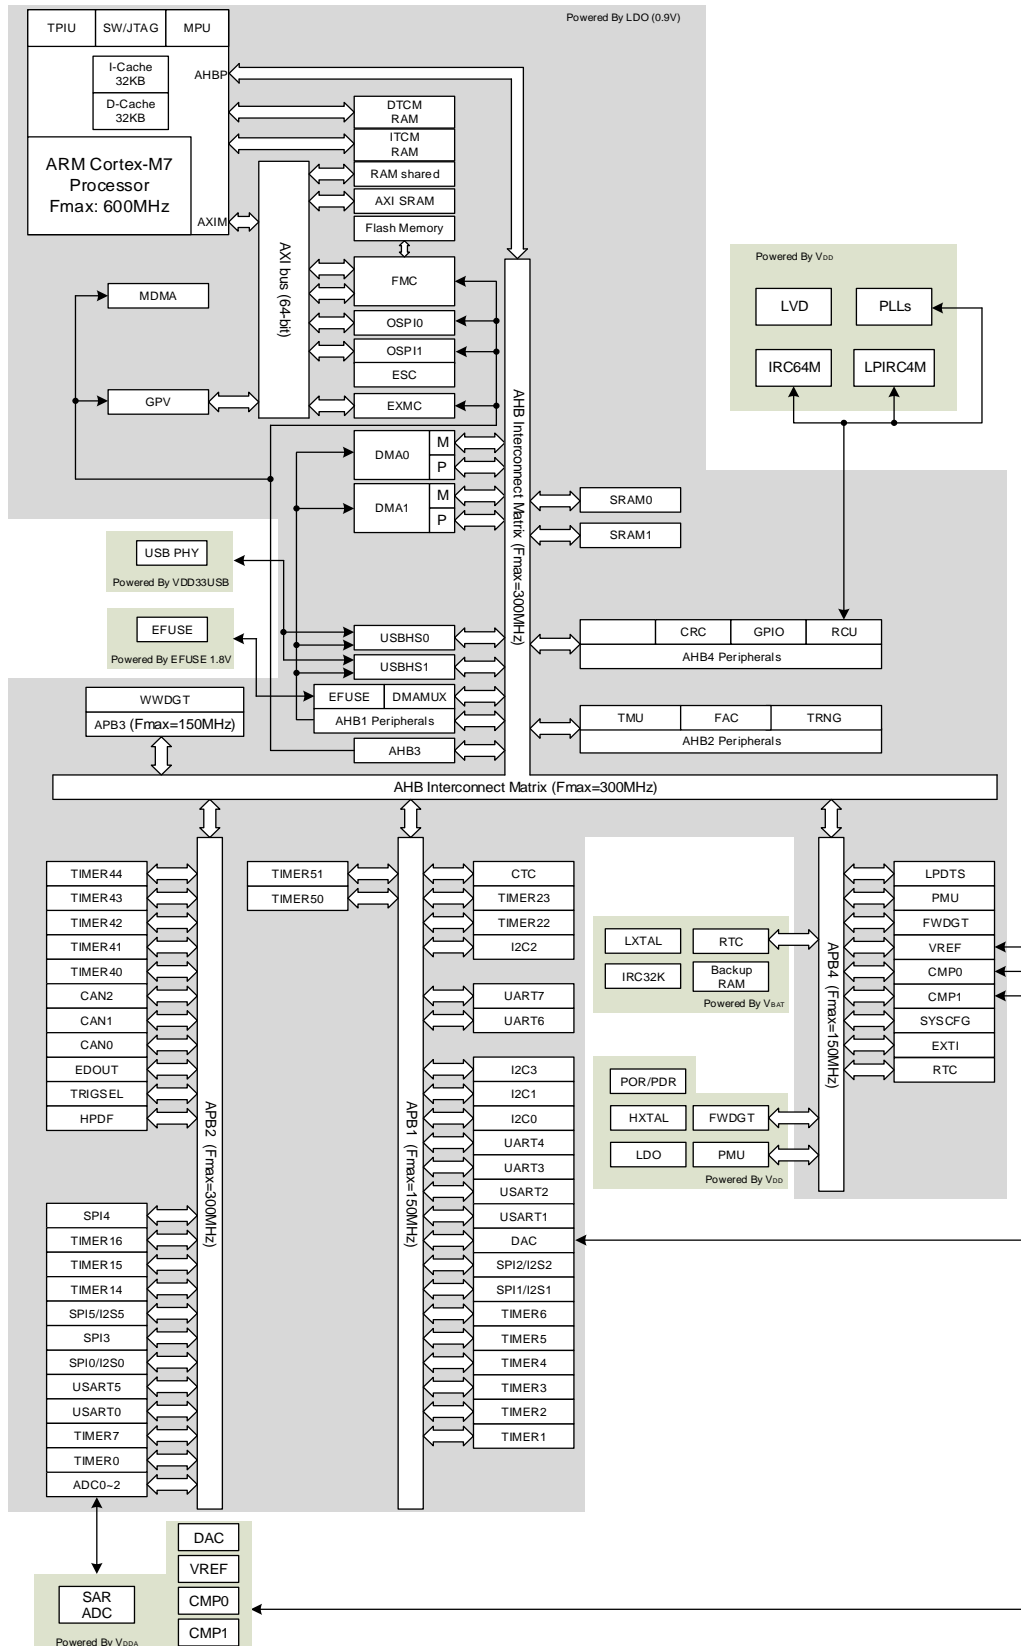 Powered By LDO (0.9V)
TPIU
SW/JTAG
MPU
I-Cache
32KB
D-Cache
32KB
AHBP
ARM Cortex-M7
Processor
Fmax: 600MHz
AXIM
DTCM
RAM
ITCM
RAM
RAM shared
AXI SRAM
Flash Memory
FMC
OSPI0
OSPI1
ESC
EXMC
AXI bus (64-bit)
MDMA
GPV
DMA0
M
P
DMA1
M
P
AHB Interconnect Matrix (Fmax=300MHz)
Powered By VDD
LVD
PLLs
IRC64M
LPIRC4M
SRAM0
SRAM1
USB PHY
Powered By VDD33USB
EFUSE
Powered By EFUSE 1.8V
USBHS0
USBHS1
EFUSE
DMAMUX
AHB1 Peripherals
AHB3
CRC
GPIO
RCU
AHB4 Peripherals
TMU
FAC
TRNG
AHB2 Peripherals
WWDGT
APB3 (Fmax=150MHz)
AHB Interconnect Matrix (Fmax=300MHz)
TIMER44
TIMER43
TIMER42
TIMER41
TIMER40
CAN2
CAN1
CAN0
EDOUT
TRIGSEL
HPDF
SPI4
TIMER16
TIMER15
TIMER14
SPI5/I2S5
SPI3
SPI0/I2S0
USART5
USART0
TIMER7
TIMER0
ADC0~2
APB2 (Fmax=300MHz)
TIMER51
TIMER50
APB1 (Fmax=150MHz)
CTC
TIMER23
TIMER22
I2C2
UART7
UART6
I2C3
I2C1
I2C0
UART4
UART3
USART2
USART1
DAC
SPI2/I2S2
SPI1/I2S1
TIMER6
TIMER5
TIMER4
TIMER3
TIMER2
TIMER1
LXTAL
RTC
IRC32K
Backup
RAM
Powered By VBAT
POR/PDR
HXTAL
FWDGT
LDO
PMU
Powered By VDD
APB4 (Fmax=150MHz)
LPDTS
PMU
FWDGT
VREF
CMP0
CMP1
SYSCFG
EXTI
RTC
SAR
ADC
Powered By VDDA
DAC
VREF
CMP0
CMP1